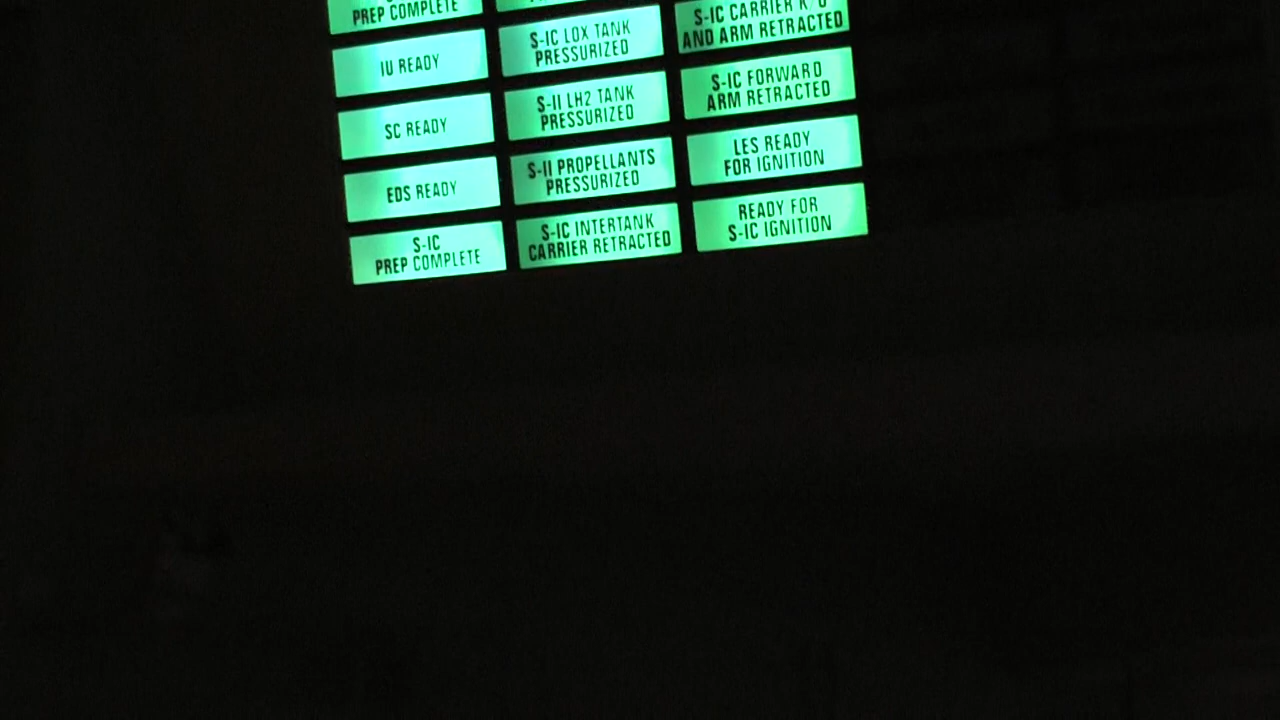 PREP COMPLETE
IU READY
SC READY
EDS READY
S-IC
PREP COMPLETE
S-IC LOX TANK
PRESSURIZED
S-II LH2 TANK
PRESSURIZED
S-II PROPELLANTS
PRESSURIZED
S-IC INTERTANK
CARRIER RETRACTED
S-IC CARRIER
AND ARM RETRACTED
S-IC FORWARD
ARM RETRACTED
LES READY
FOR IGNITION
READY FOR
S-IC IGNITION